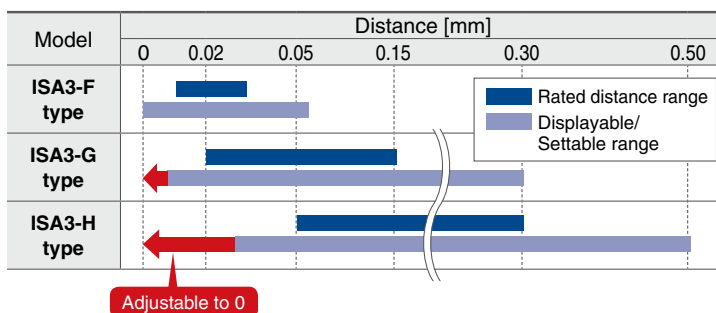 Model
Distance [mm]
0 0.02 0.05 0.15 0.30 0.50
ISA3-F
type
Rated distance range
Displayable/
Settable range
ISA3-G
type
ISA3-H
type
Adjustable to 0